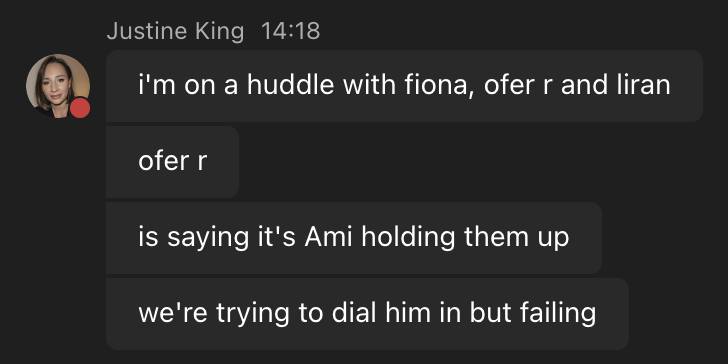 Justine King 14:18
i'm on a huddle with fiona, ofer r and liran
ofer r
is saying it's Ami holding them up
we're trying to dial him in but failing